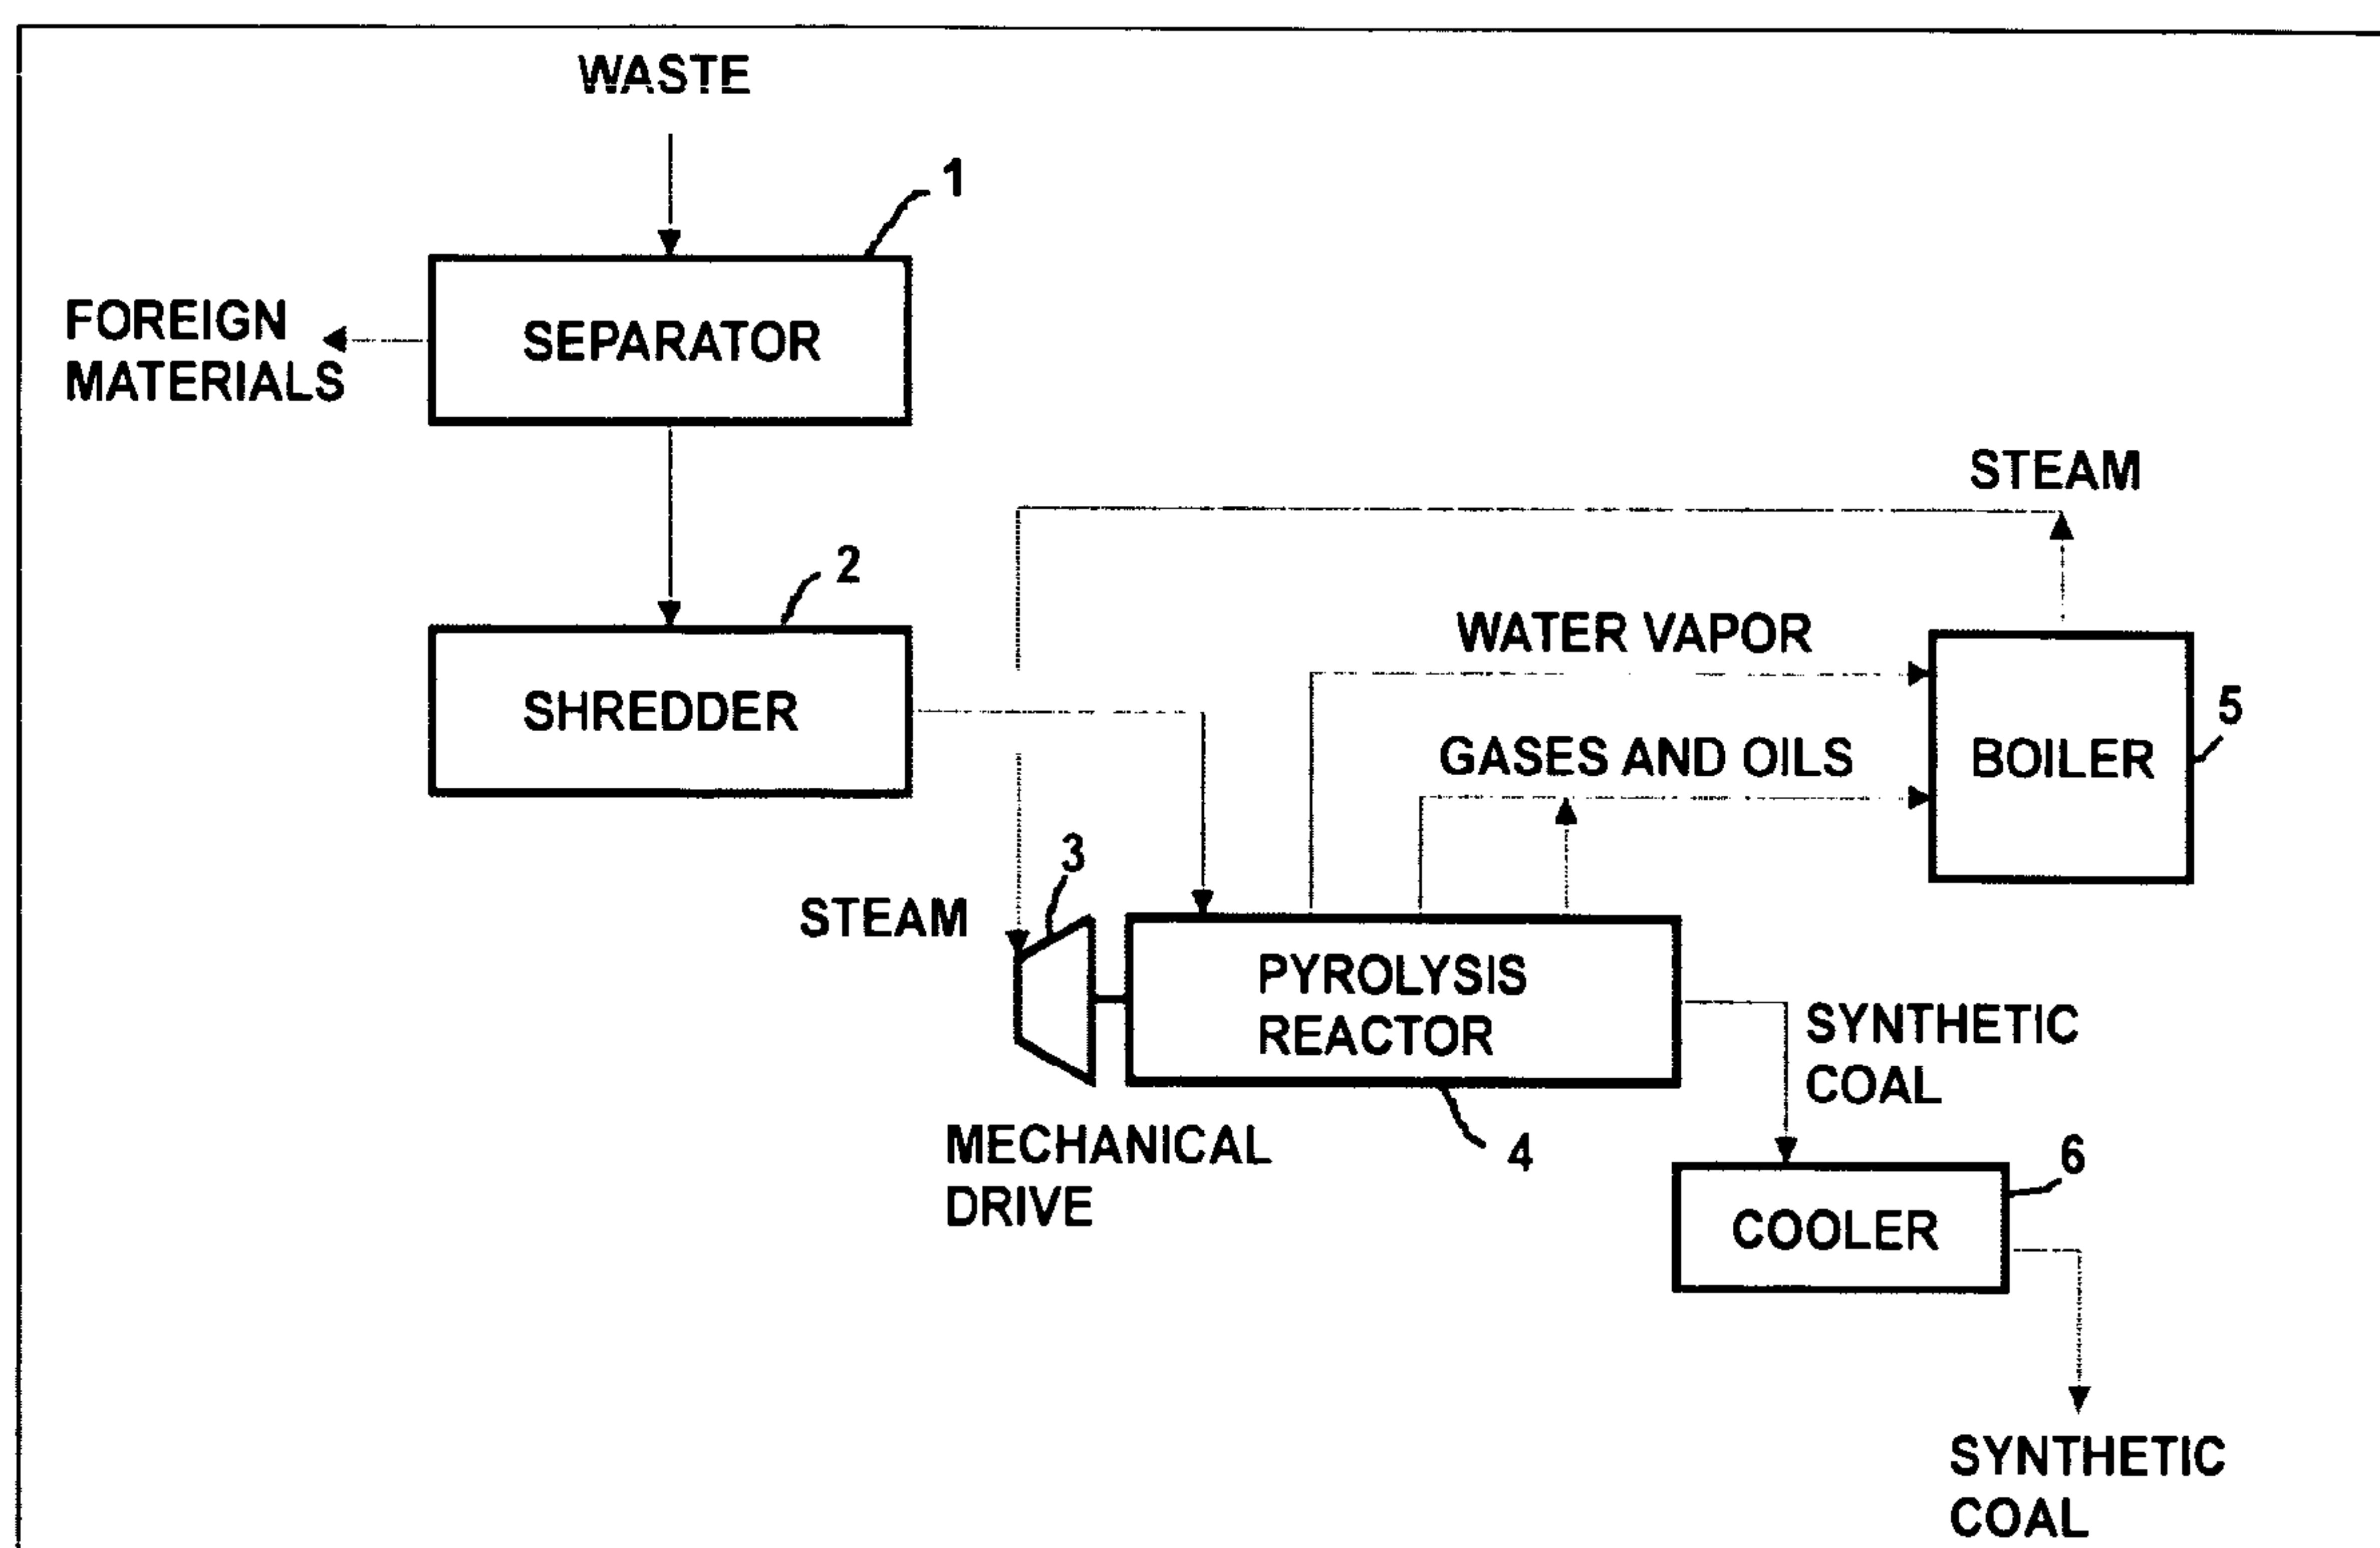 WASTE
1
FOREIGN
MATERIALS
SEPARATOR
STEAM
2
SHREDDER
WATER VAPOR
5
BOILER
GASES AND OILS
3
STEAM
PYROLYSIS
REACTOR
SYNTHETIC
COAL
MECHANICAL
DRIVE
4
6
COOLER
SYNTHETIC
COAL